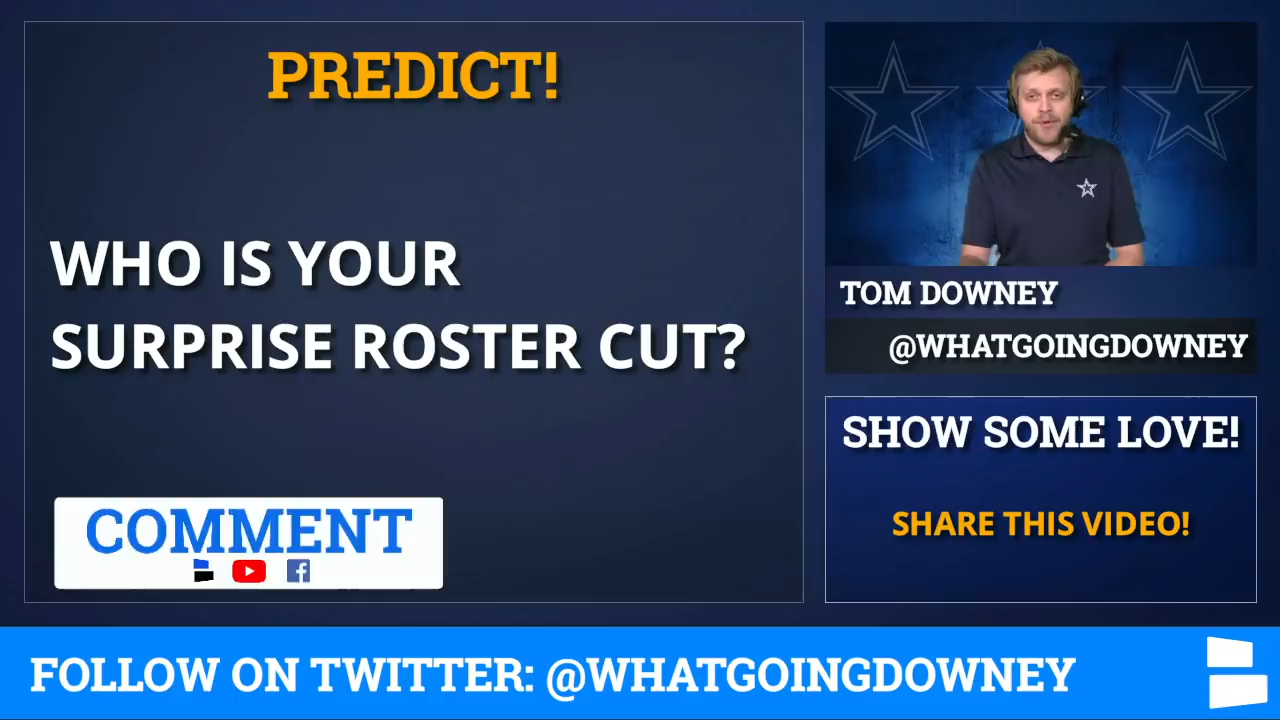 PREDICT!
WHO IS YOUR
SURPRISE ROSTER CUT?
COMMENT
TOM DOWNEY
@WHATGOINGDOWNEY
SHOW SOME LOVE!
SHARE THIS VIDEO!
FOLLOW ON TWITTER: @WHATGOINGDOWNEY